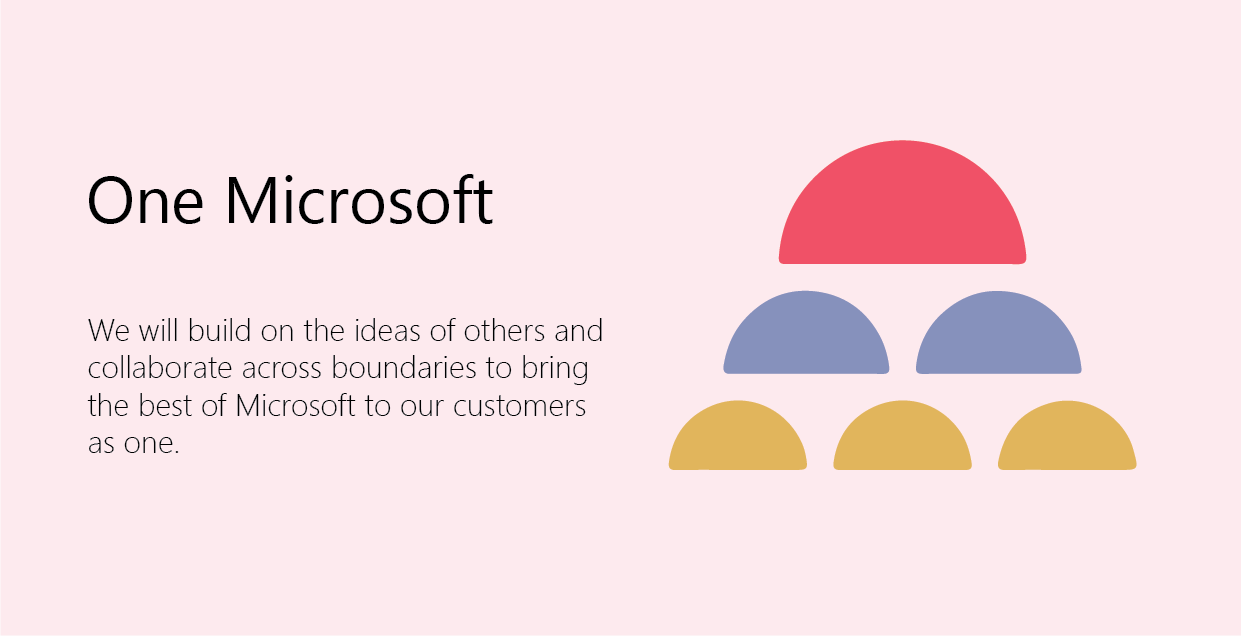 One Microsoft
We will build on the ideas of others and
collaborate across boundaries to bring
the best of Microsoft to our customers
as one.